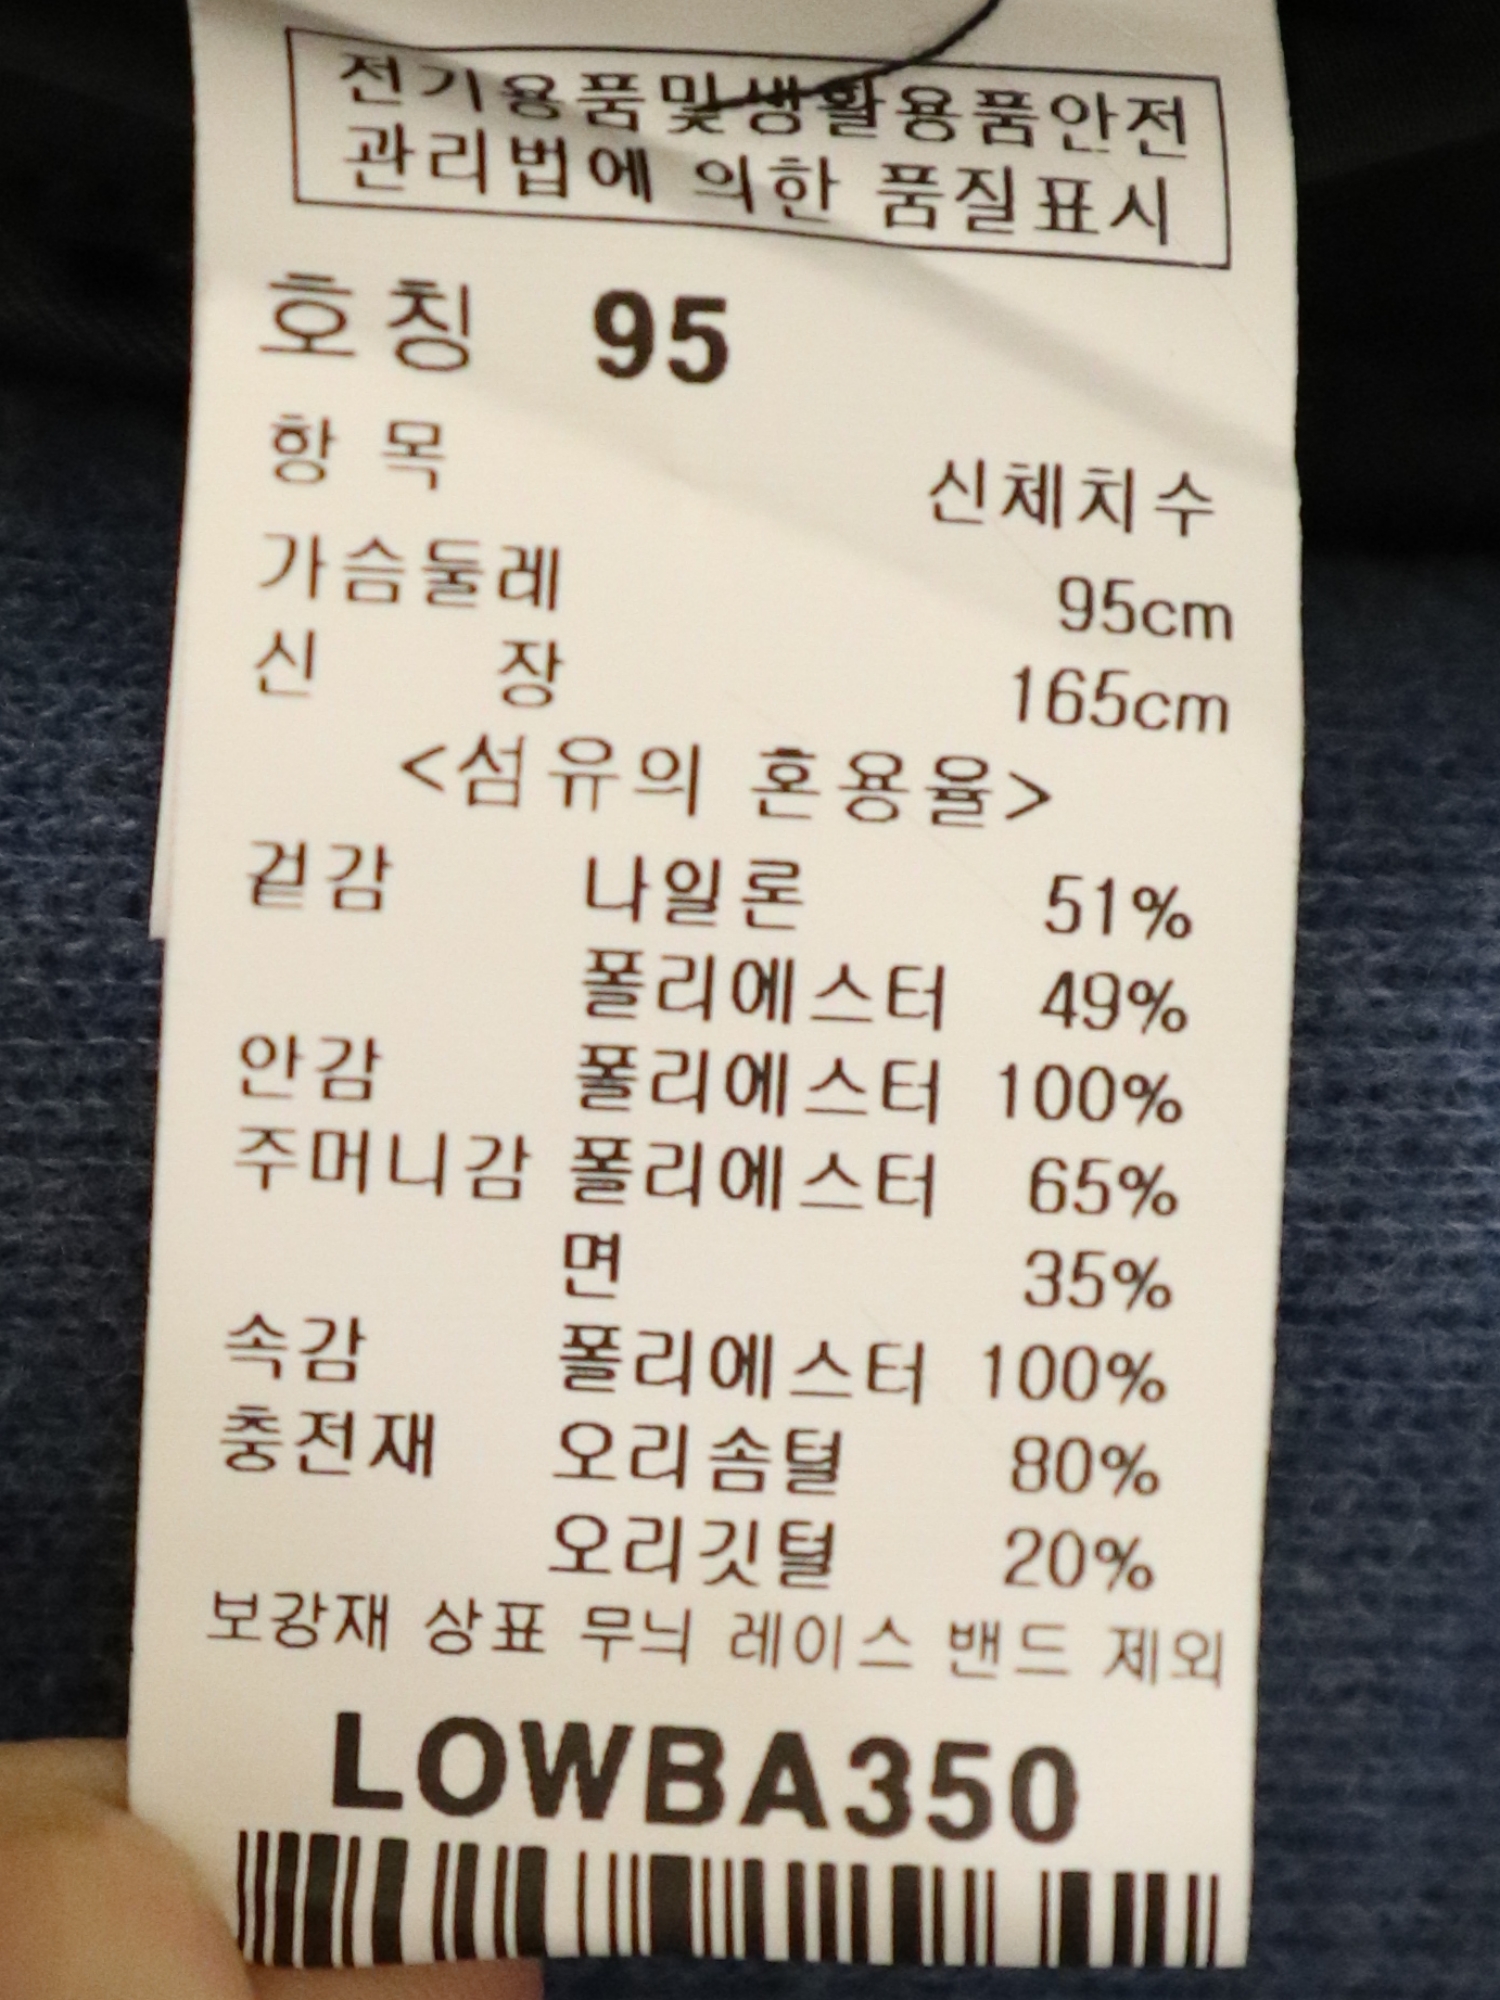 전기용품및생활용품안전
관리법에 의한 품질표시
호칭 95
항목 신체치수
가슴둘레 95cm
신장 165cm
<섬유의 혼용율>
겉감 나일론 51%
폴리에스터 49%
안감 폴리에스터 100%
주머니감 폴리에스터 65%
면 35%
속감 폴리에스터 100%
충전재 오리솜털 80%
오리깃털 20%
보강재 상표 무늬 레이스 밴드 제외
LOWBA350